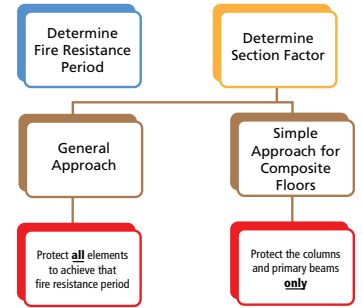 Determine
Fire Resistance
Period
Determine
Section Factor
General
Approach
Simple
Approach for
Composite
Floors
Protect all elements
to achieve that
fire resistance period
Protect the columns
and primary beams
only